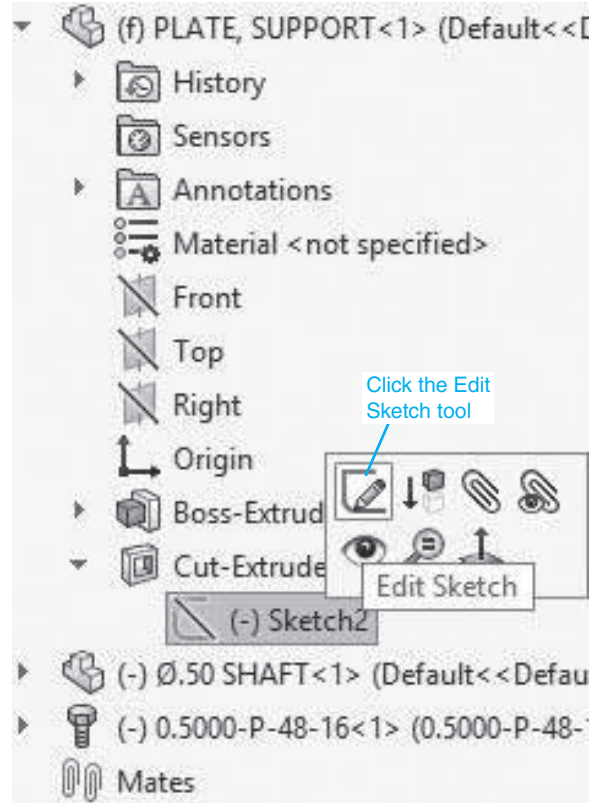 (f) PLATE, SUPPORT<1> (Default<<D
History
Sensors
A Annotations
Material <not specified>
Front
Top
Right
Click the Edit
Sketch tool
Origin
Boss-Extrud
Cut-Extrude
Edit Sketch
(-) Sketch2
(-) Ø.50 SHAFT<1> (Default<<Defau
(-) 0.5000-P-48-16<1> (0.5000-P-48-1
Mates